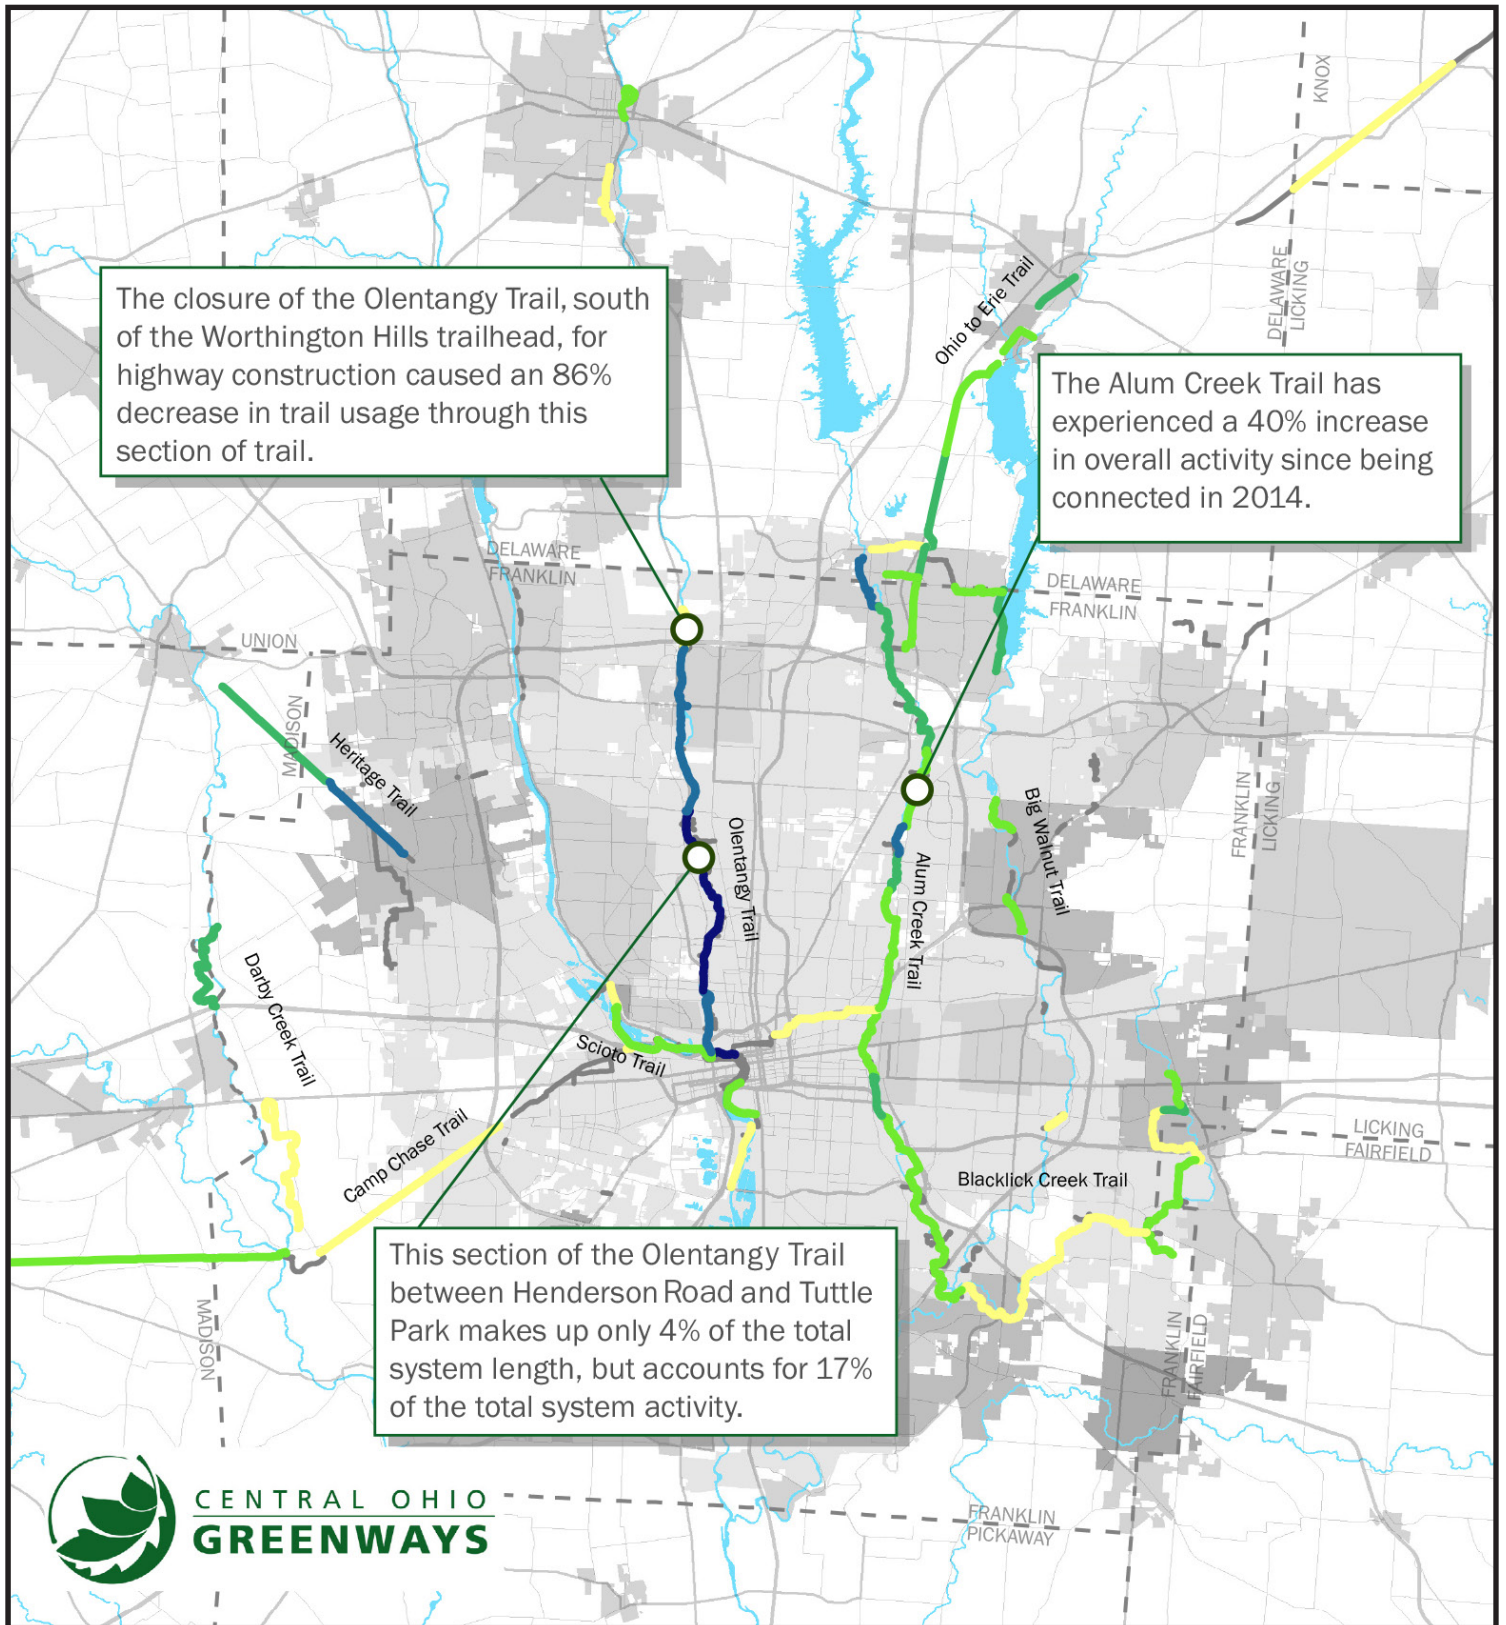 KNOX
DELAWARE
LICKING
Ohio to Erie Trail
The closure of the Olentangy Trail, south
of the Worthington Hills trailhead, for
highway construction caused an 86%
decrease in trail usage through this
section of trail.
The Alum Creek Trail has
experienced a 40% increase
in overall activity since being
connected in 2014.
DELAWARE
FRANKLIN
DELAWARE
FRANKLIN
UNION
MADISON
Heritage Trail
FRANKLIN
LICKING
Big Walnut Trail
Olentangy Trail
Alum Creek Trail
Darby Creek Trail
Scioto Trail
Camp Chase Trail
LICKING
FAIRFIELD
Blacklick Creek Trail
This section of the Olentangy Trail
between Henderson Road and Tuttle
Park makes up only 4% of the total
system length, but accounts for 17%
of the total system activity.
MADISON
FRANKLIN
FAIRFIELD
CENTRAL OHIO
GREENWAYS
FRANKLIN
PICKAWAY